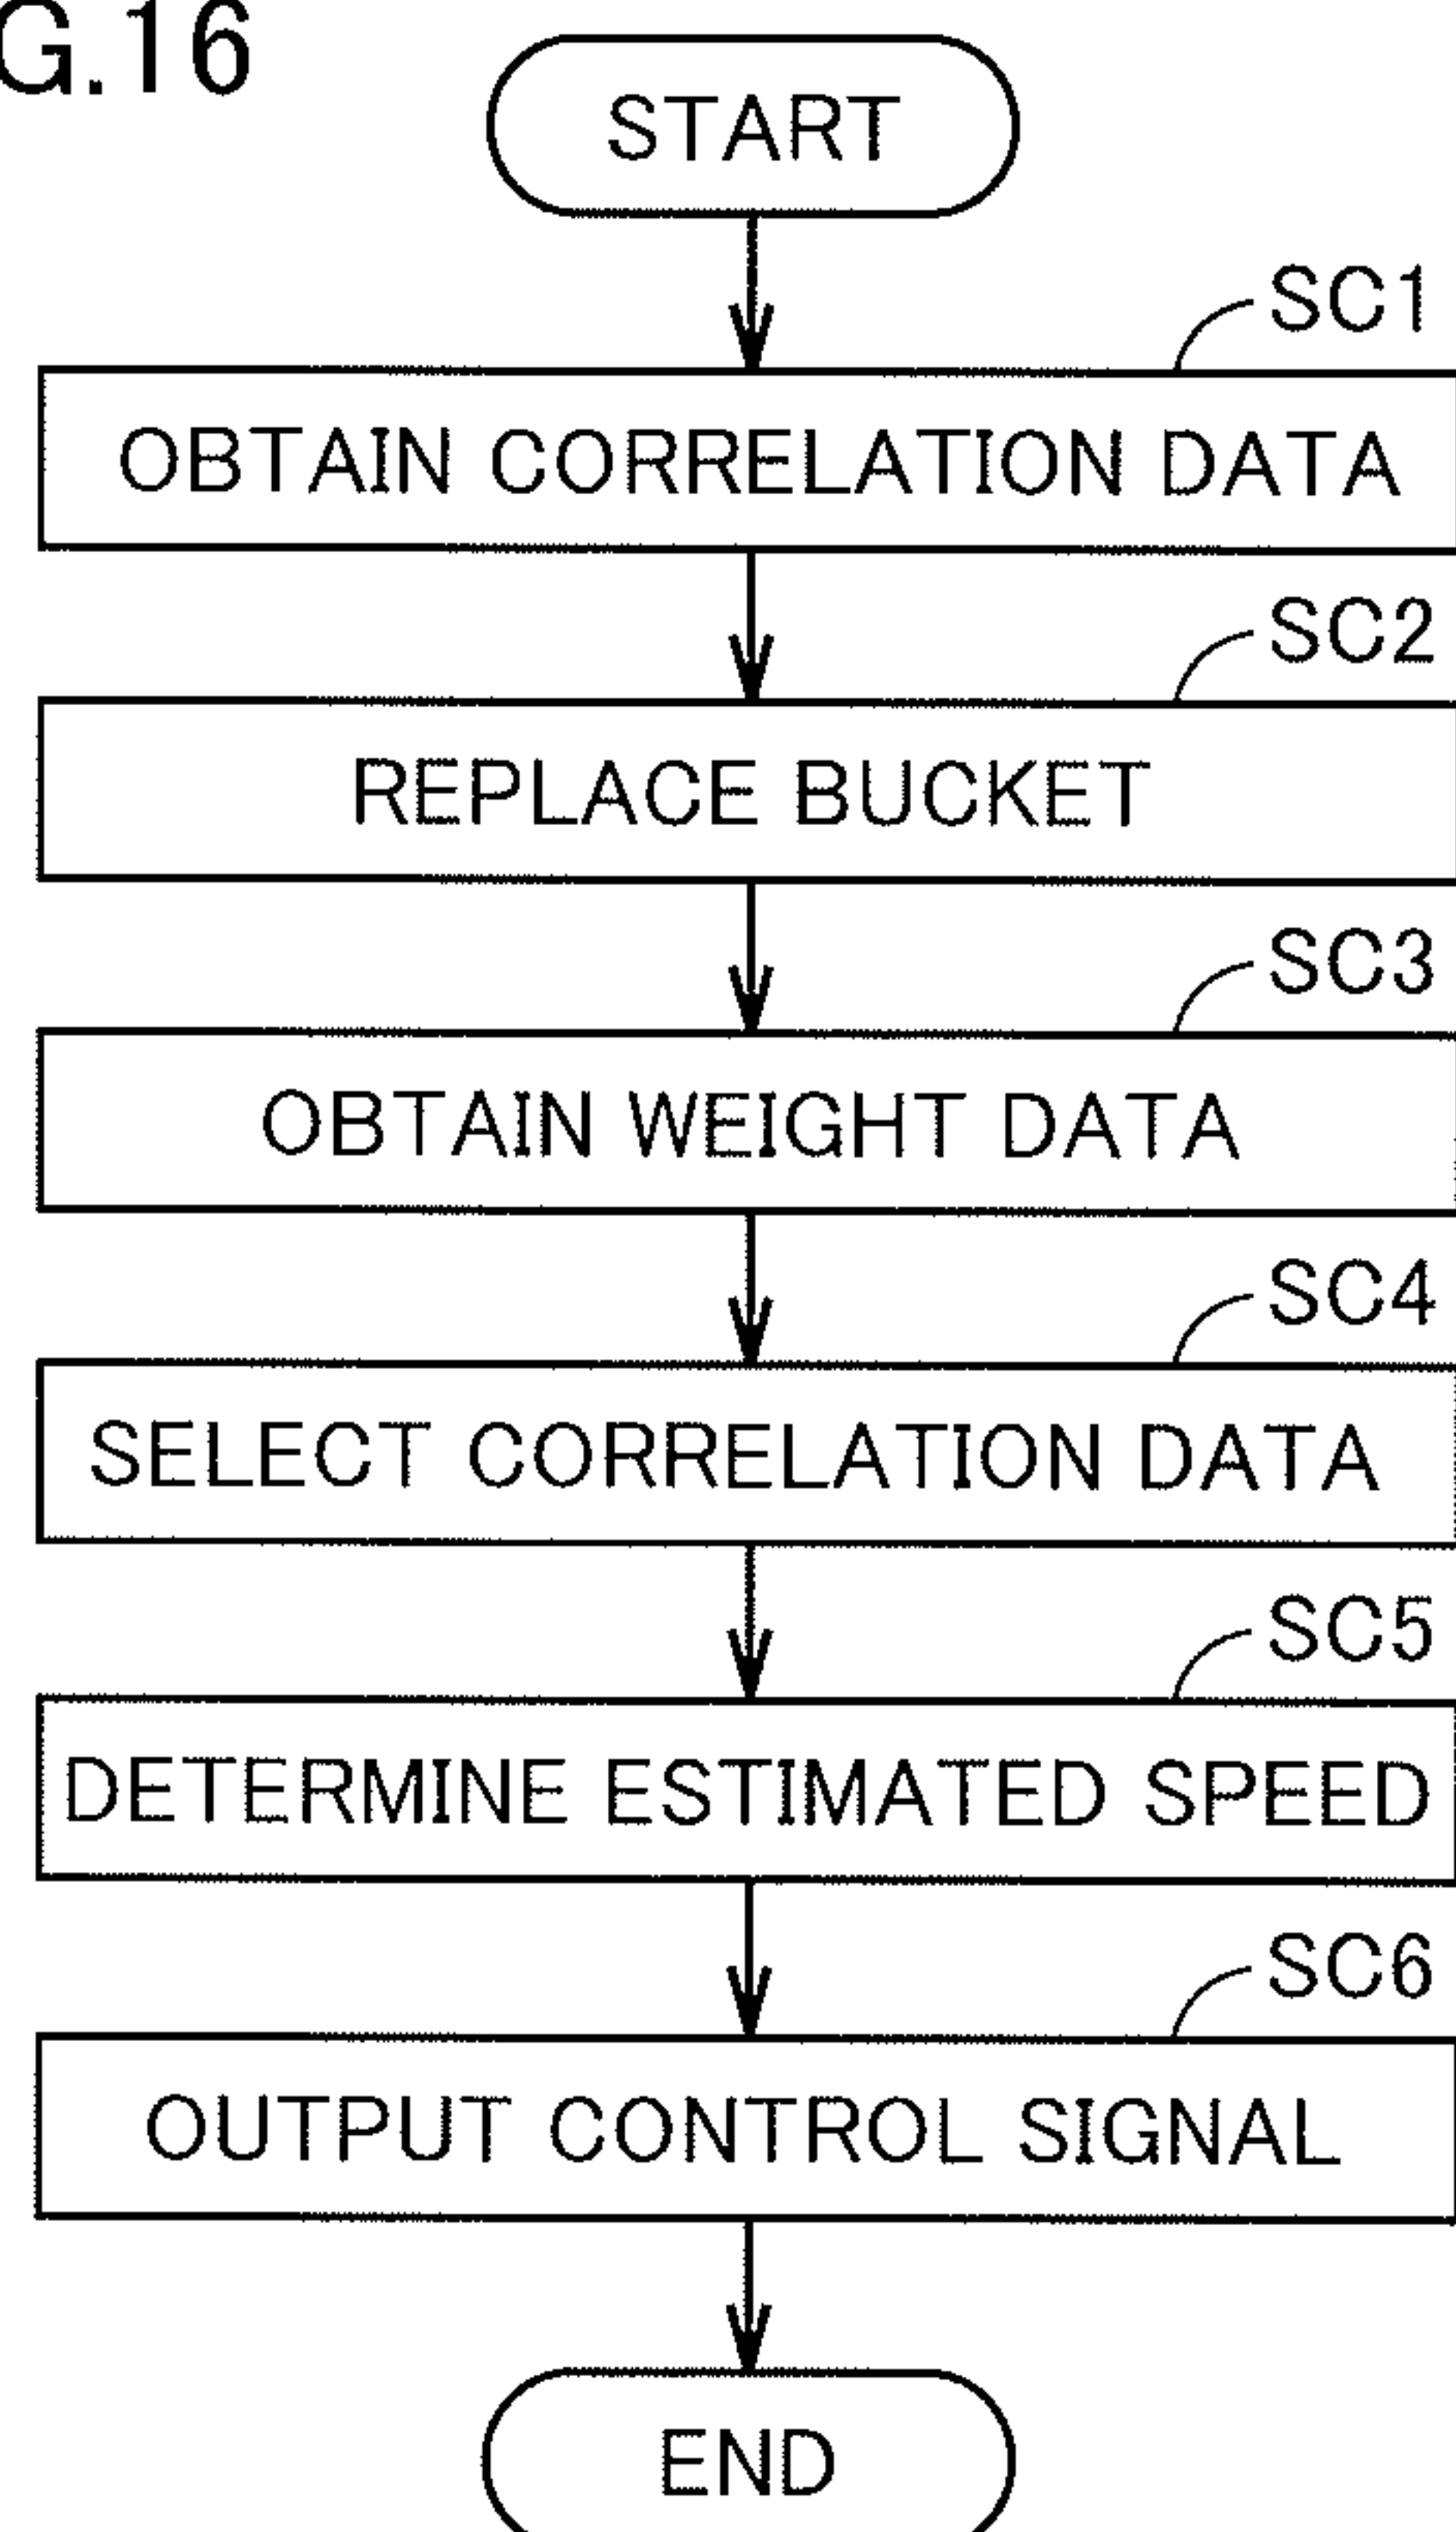 G.16
START
SC1
OBTAIN CORRELATION DATA
SC2
REPLACE BUCKET
SC3
OBTAIN WEIGHT DATA
SC4
SELECT CORRELATION DATA
SC5
DETERMINE ESTIMATED SPEED
SC6
OUTPUT CONTROL SIGNAL
END